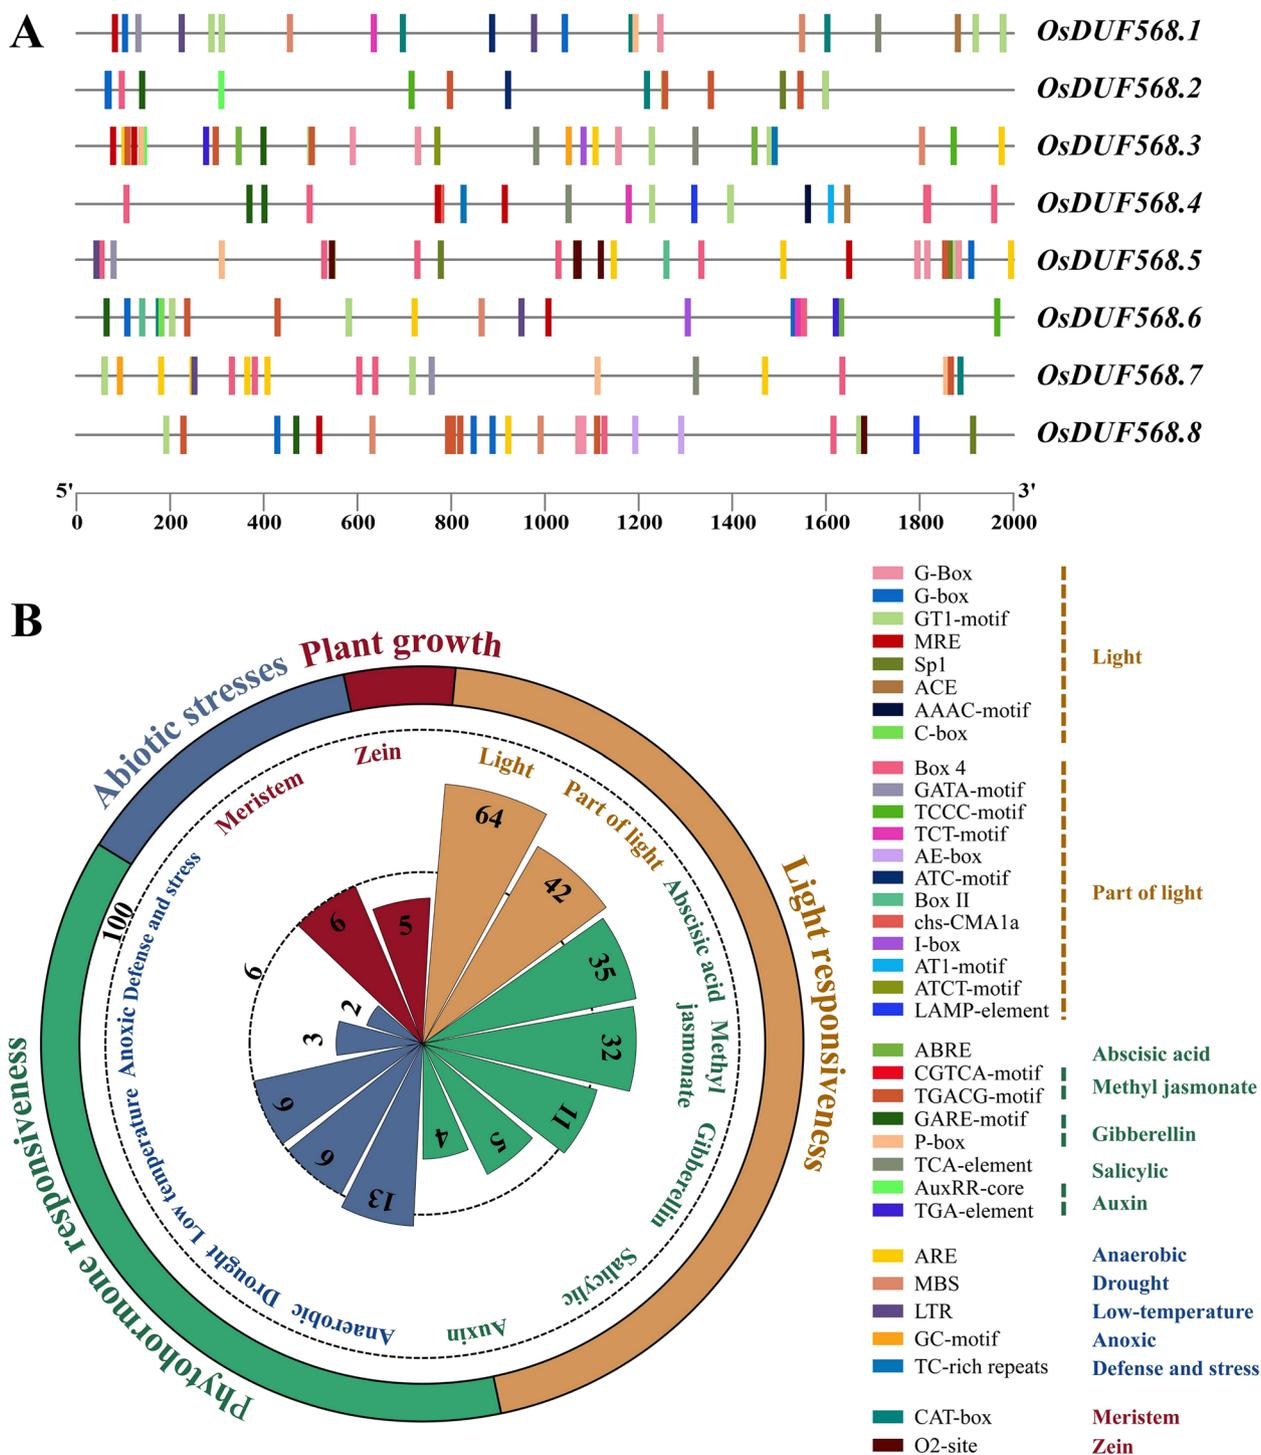 A
OsDUF568.1
OsDUF568.2
OsDUF568.3
OsDUF568.4
OsDUF568.5
OsDUF568.6
OsDUF568.7
OsDUF568.8
5' 3'
0 200 400 600 800 1000 1200 1400 1600 1800 2000
B
Plant growth
Abiotic stresses
Light responsiveness
Phytohormone responsiveness
Zein
Meristem
Light
Part of light
Abscisic acid
Methyl
jasmonate
Gibberellin
Salicylic
Auxin
Anaerobic
Drought
Low temperature
Anoxic
Defense and stress
100
9
64
42
35
32
11
5
4
13
9
9
3
2
6
5
G-Box
G-box
GT1-motif
MRE
Sp1
ACE
AAAC-motif
C-box
Light
Box 4
GATA-motif
TCCC-motif
TCT-motif
AE-box
ATC-motif
Box II
chs-CMA1a
I-box
AT1-motif
ATCT-motif
LAMP-element
Part of light
ABRE
CGTCA-motif
TGACG-motif
GARE-motif
P-box
TCA-element
AuxRR-core
TGA-element
Abscisic acid
Methyl jasmonate
Gibberellin
Salicylic
Auxin
ARE Anaerobic
MBS Drought
LTR Low-temperature
GC-motif Anoxic
TC-rich repeats Defense and stress
CAT-box Meristem
O2-site Zein